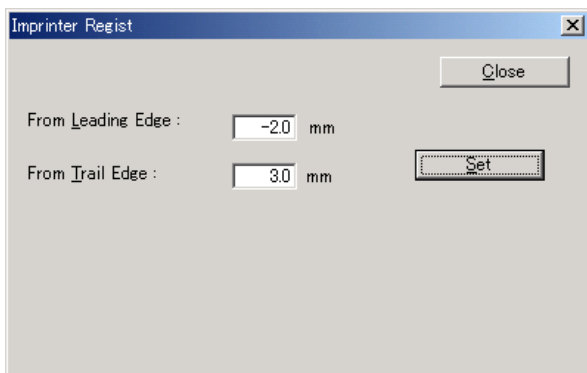 Imprinter Regist
Close
From Leading Edge : -2.0 mm
From Trail Edge : 3.0 mm
Set